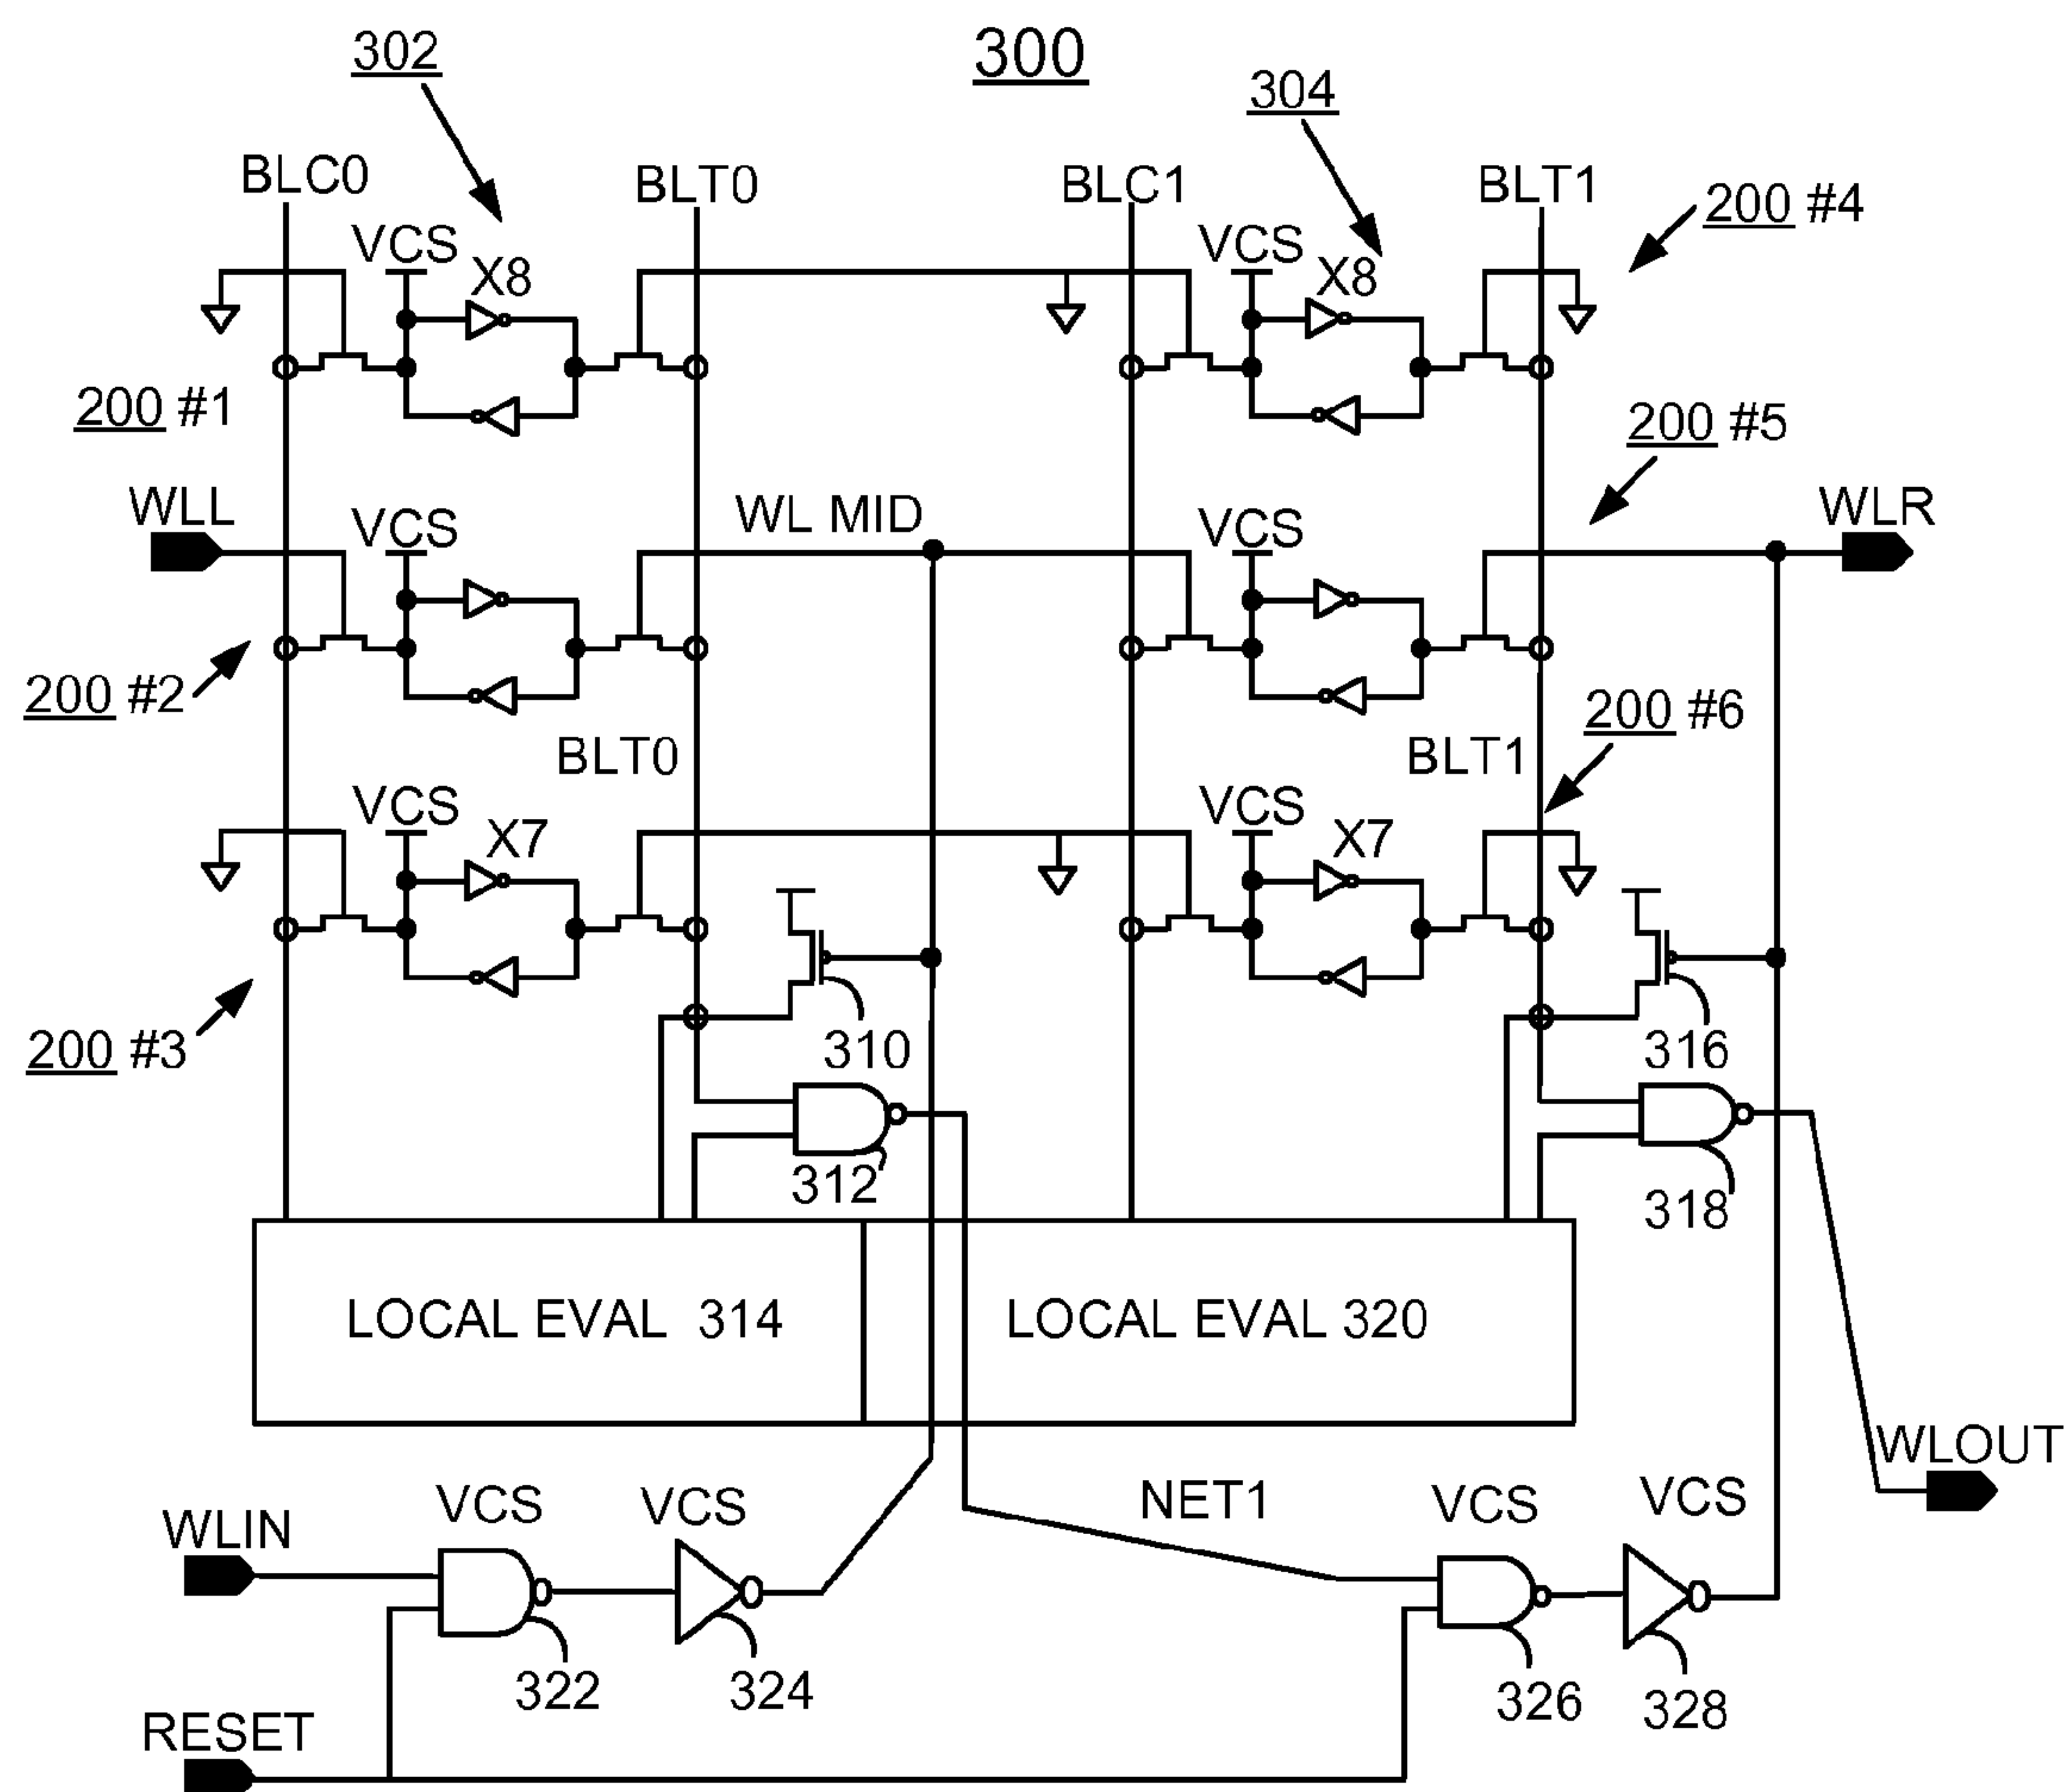 300
302
304
BLC0
BLT0
BLC1
BLT1
200 #4
VCS
X8
VCS
X8
200 #1
200 #5
WLL
VCS
WL MID
VCS
WLR
200 #2
200 #6
BLT0
BLT1
VCS
X7
VCS
X7
200 #3
310
316
312
318
LOCAL EVAL 314
LOCAL EVAL 320
WLOUT
WLIN
VCS
VCS
NET1
VCS
VCS
322
324
326
328
RESET